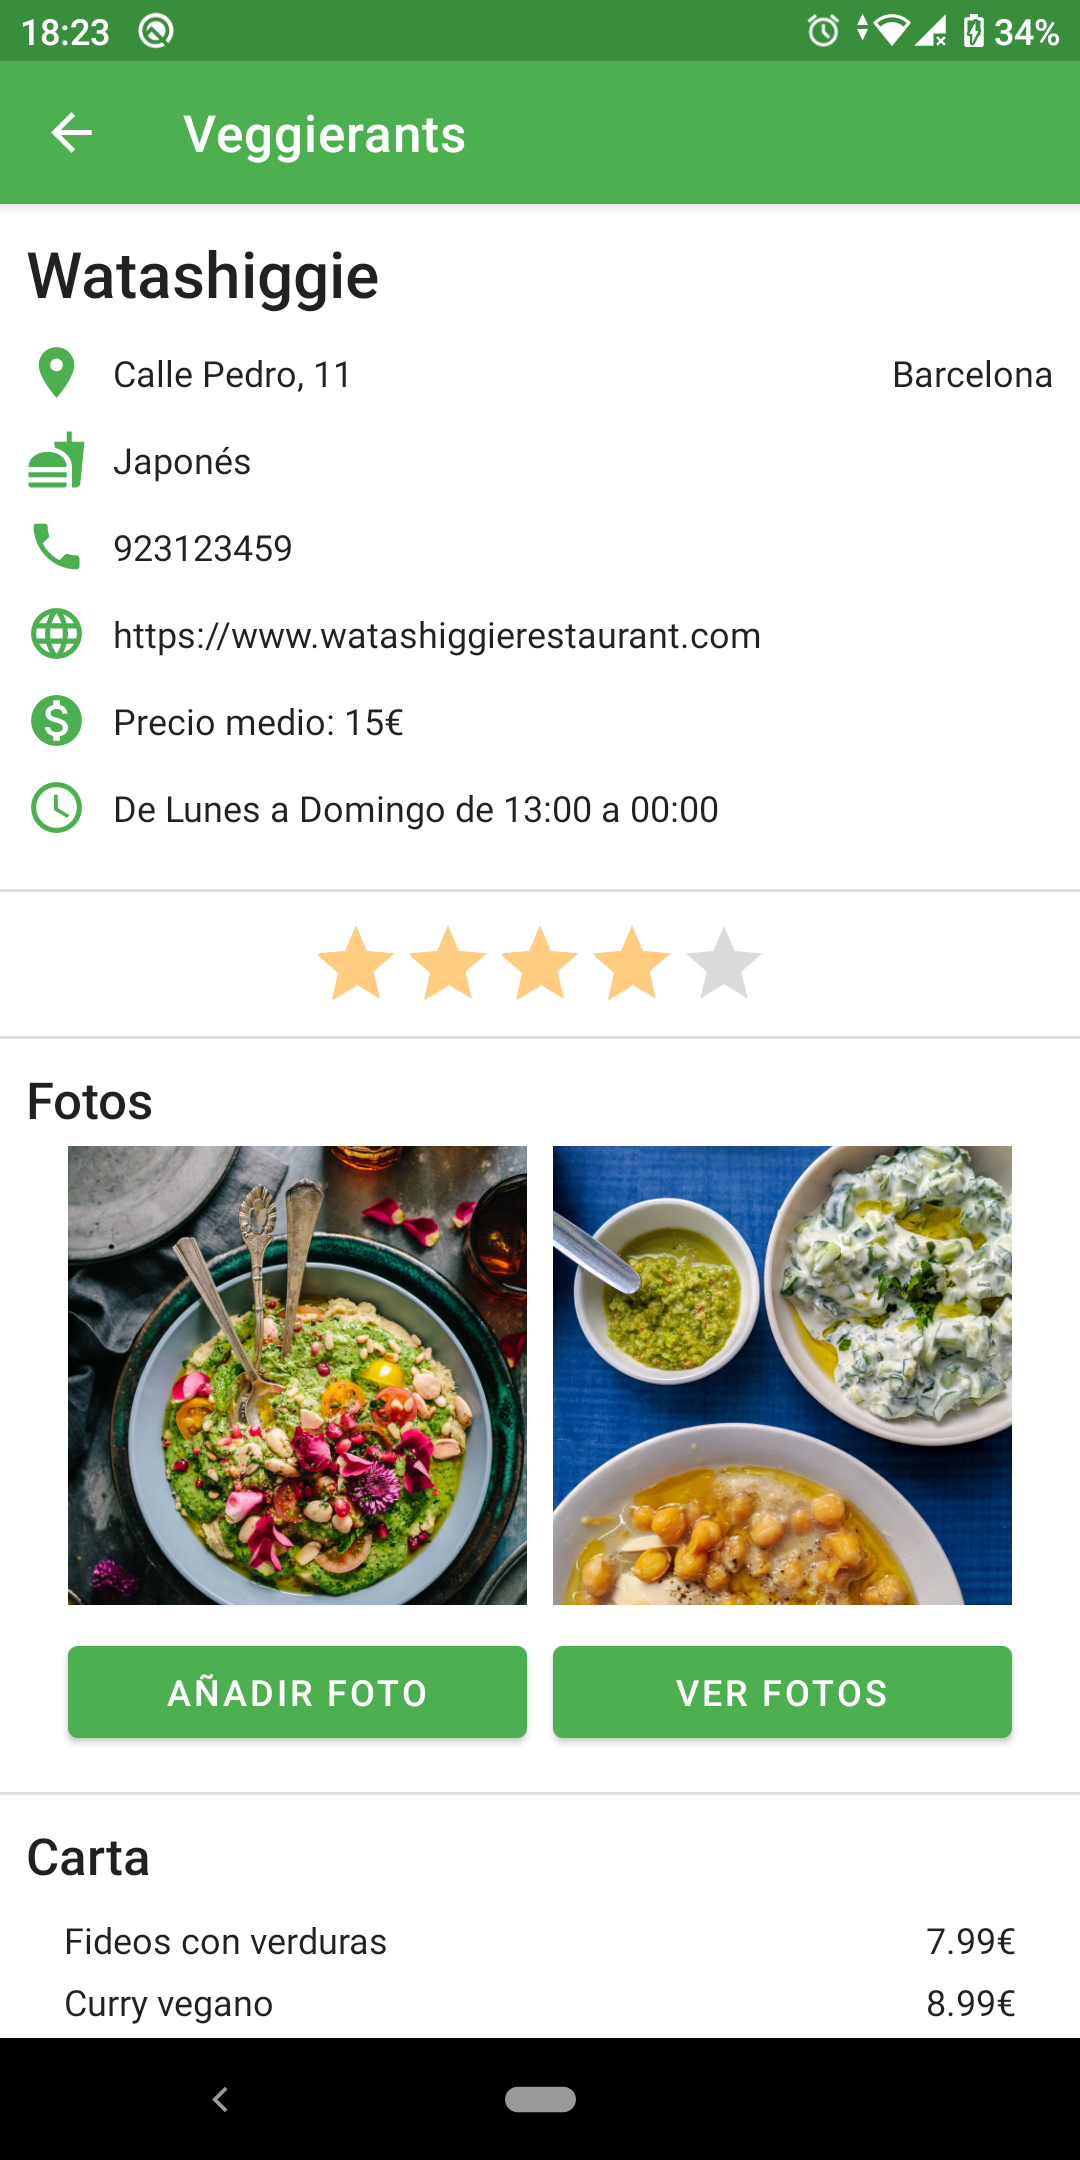 18:23 34%
Veggierants
Watashiggie
Calle Pedro, 11 Barcelona
Japonés
923123459
https://www.watashiggierestaurant.com
Precio medio: 15€
De Lunes a Domingo de 13:00 a 00:00
Fotos
AÑADIR FOTO VER FOTOS
Carta
Fideos con verduras 7.99€
Curry vegano 8.99€